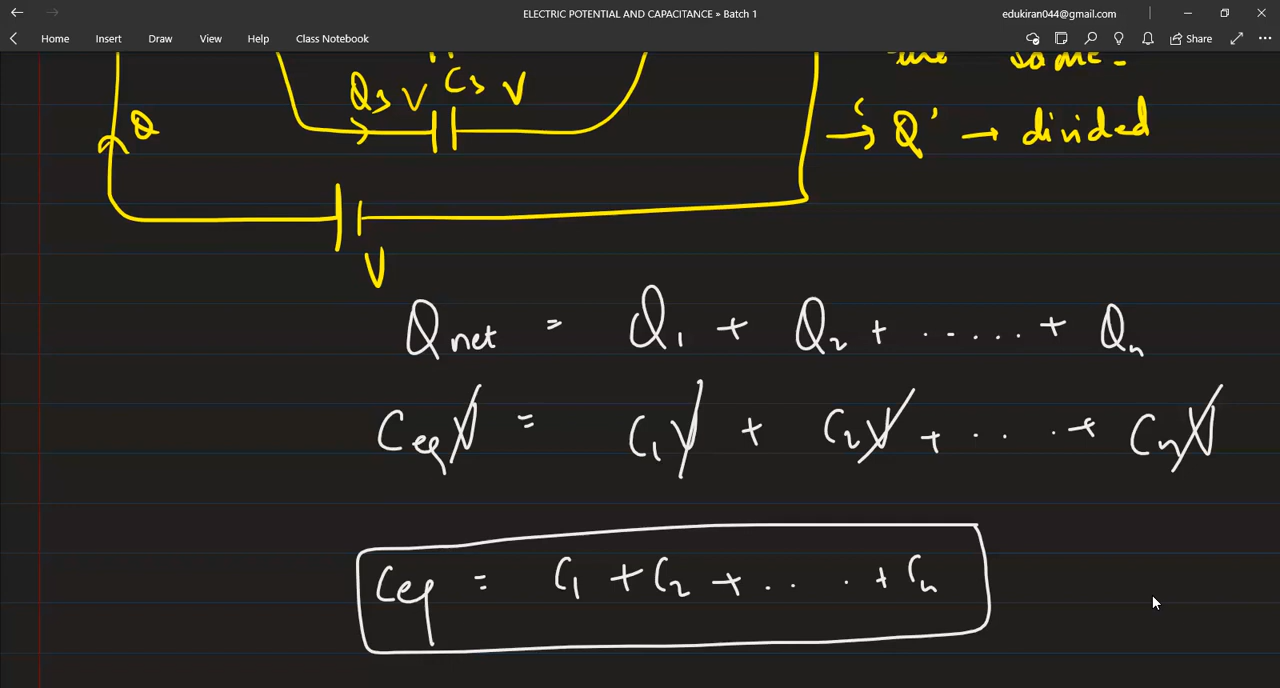 ELECTRIC POTENTIAL AND CAPACITANCE » Batch 1
edukiran044@gmail.com
Home Insert Draw View Help Class Notebook
Share
the same.
Q3 V C3 V
Q
→ 'Q' → divided
V
Qnet = Q1 + Q2 + ...... + Qn
CeqV = C1V + C2V + ... + CnV
Ceq = C1 + C2 + ... + Cn